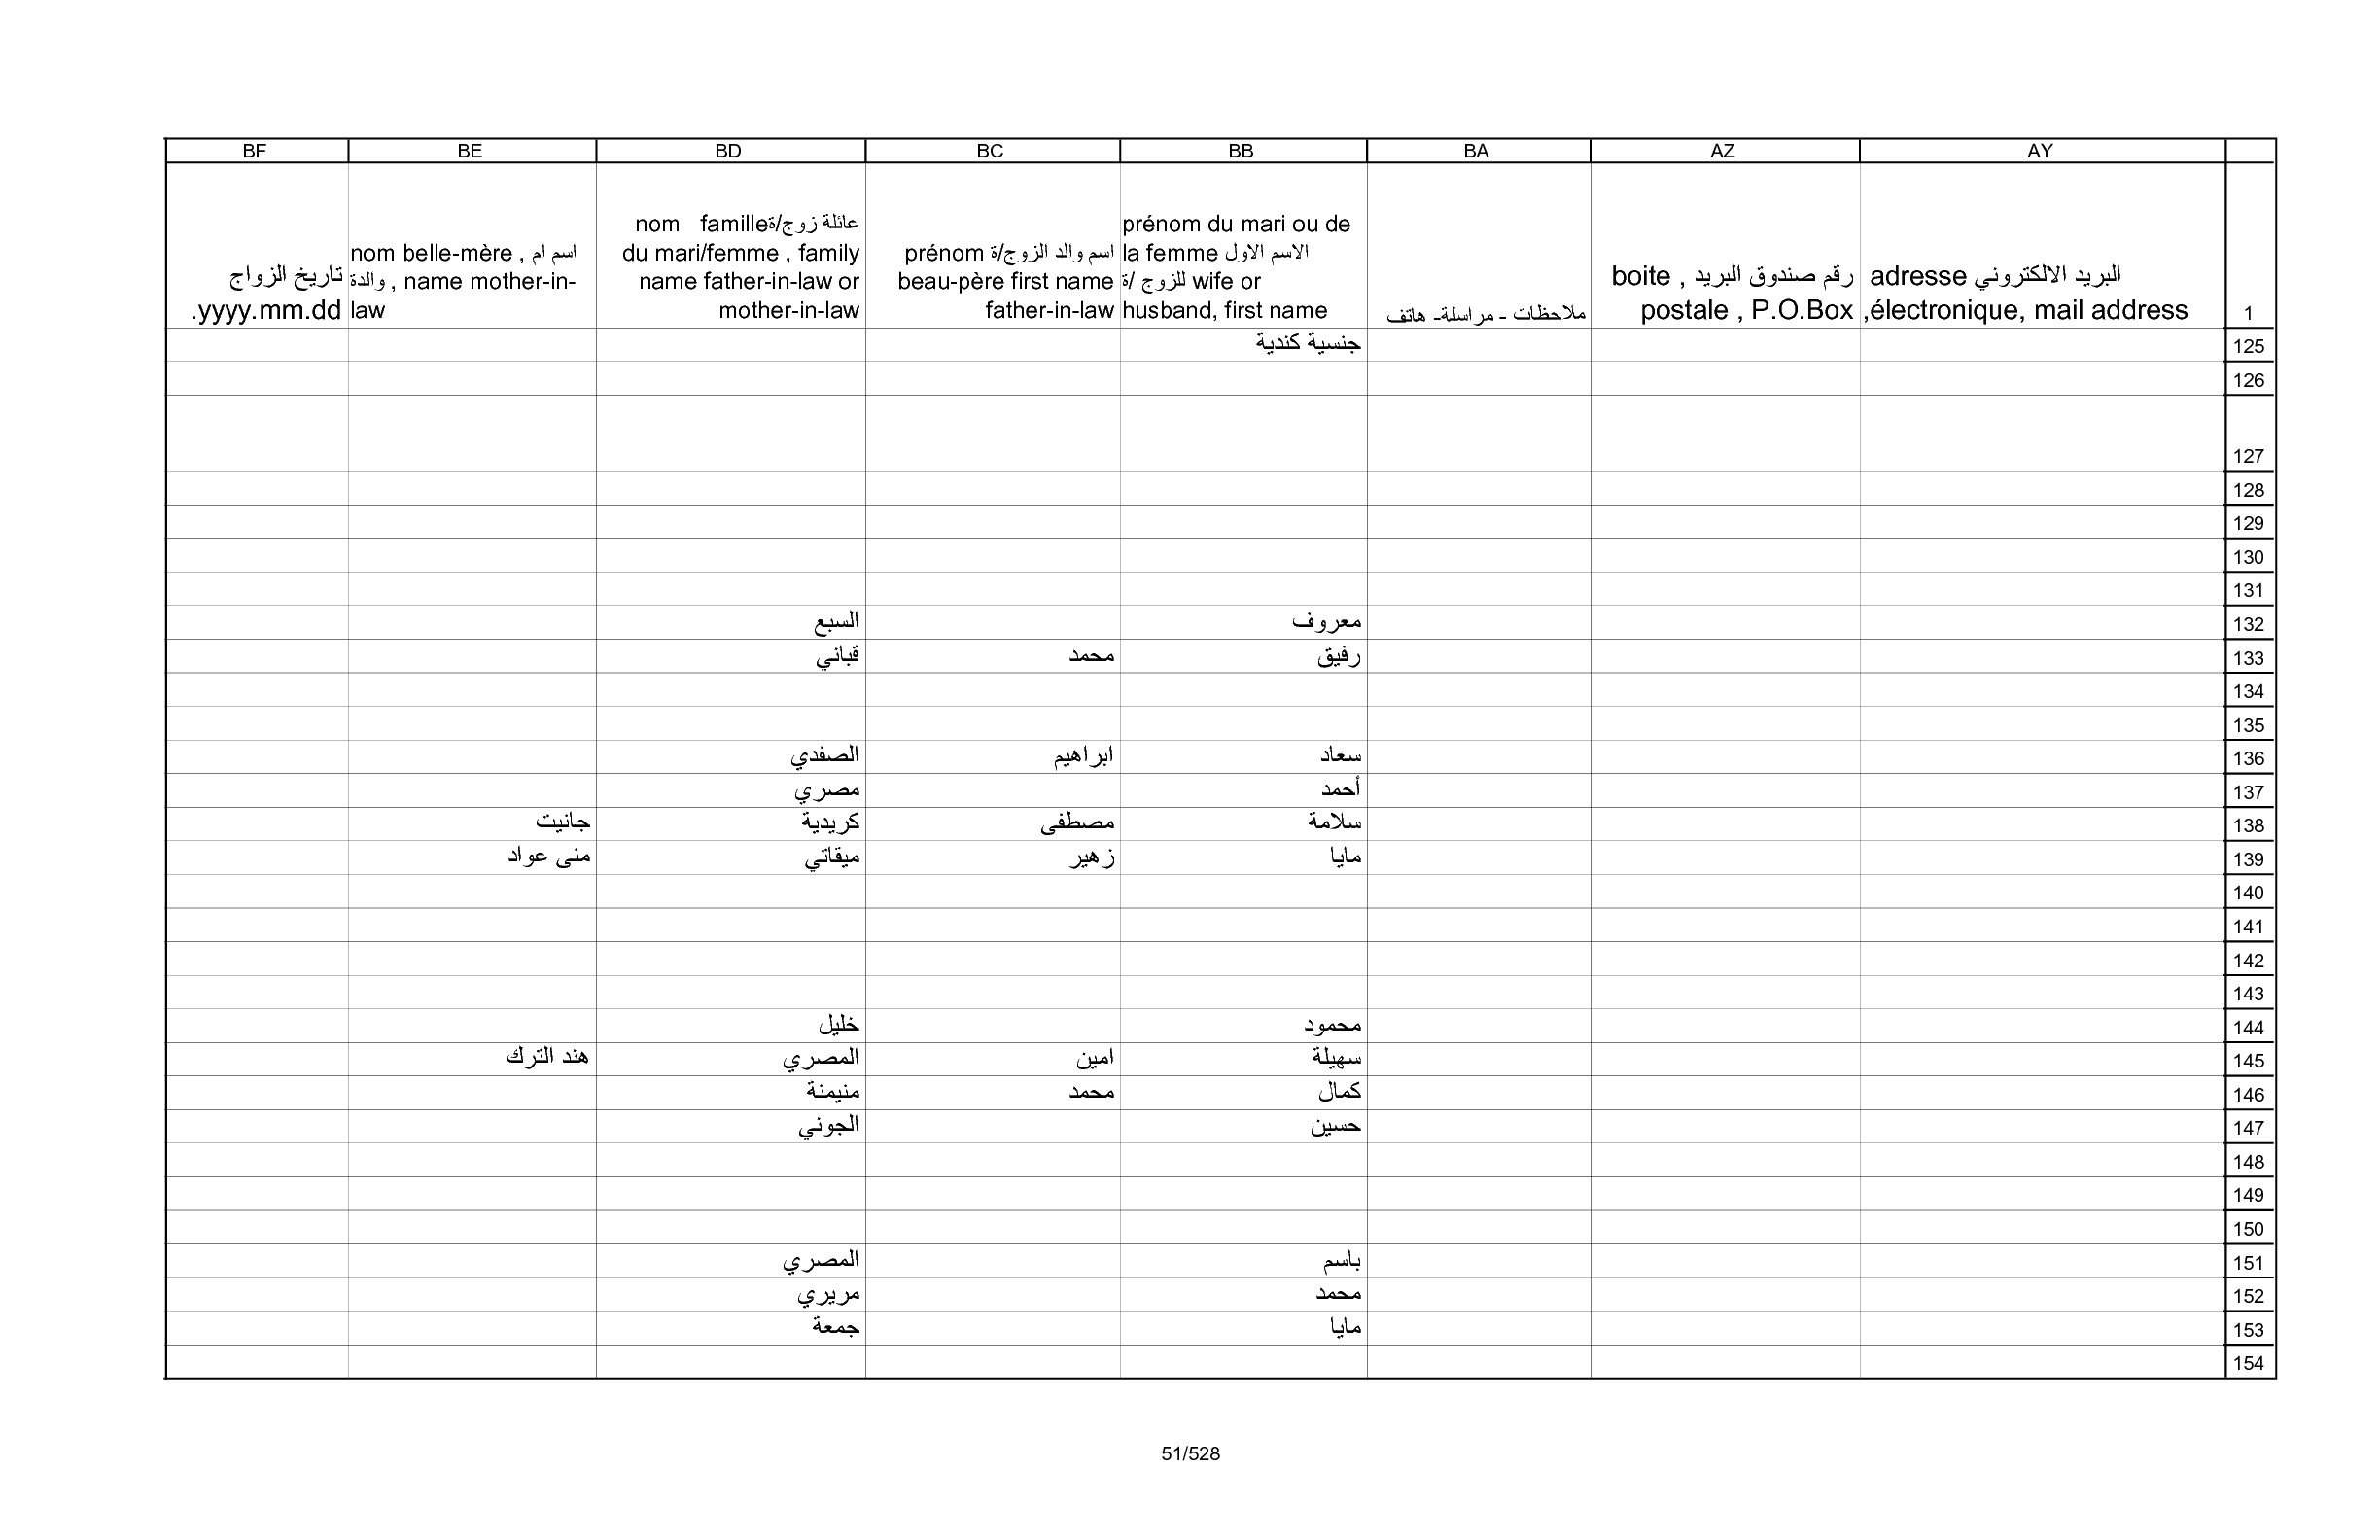 AY AZ BA BB BC BD BE BF
1
البريد الالكتروني adresse
électronique, mail address,
رقم صندوق البريد , boite
postale , P.O.Box
ملاحظات - مراسلة- هاتف
prénom du mari ou de
la femme الاسم الاول
للزوج /ة wife or
husband, first name
اسم والد الزوج/ة prénom
beau-père first name
father-in-law
عائلة زوج/ة nom famille
du mari/femme , family
name father-in-law or
mother-in-law
nom belle-mère , اسم ام
والدة , name mother-in-
law
تاريخ الزواج
yyyy.mm.dd.
125 جنسية كندية
126
127
128
129
130
131
132 معروف السبع
133 رفيق محمد قباني
134
135
136 سعاد ابراهيم الصفدي
137 أحمد مصري
138 سلامة مصطفى كريدية جانيت
139 مايا زهير ميقاتي منى عواد
140
141
142
143
144 محمود خليل
145 سهيلة امين المصري هند الترك
146 كمال محمد منيمنة
147 حسين الجوني
148
149
150
151 باسم المصري
152 محمد مريري
153 مايا جمعة
154
51/528